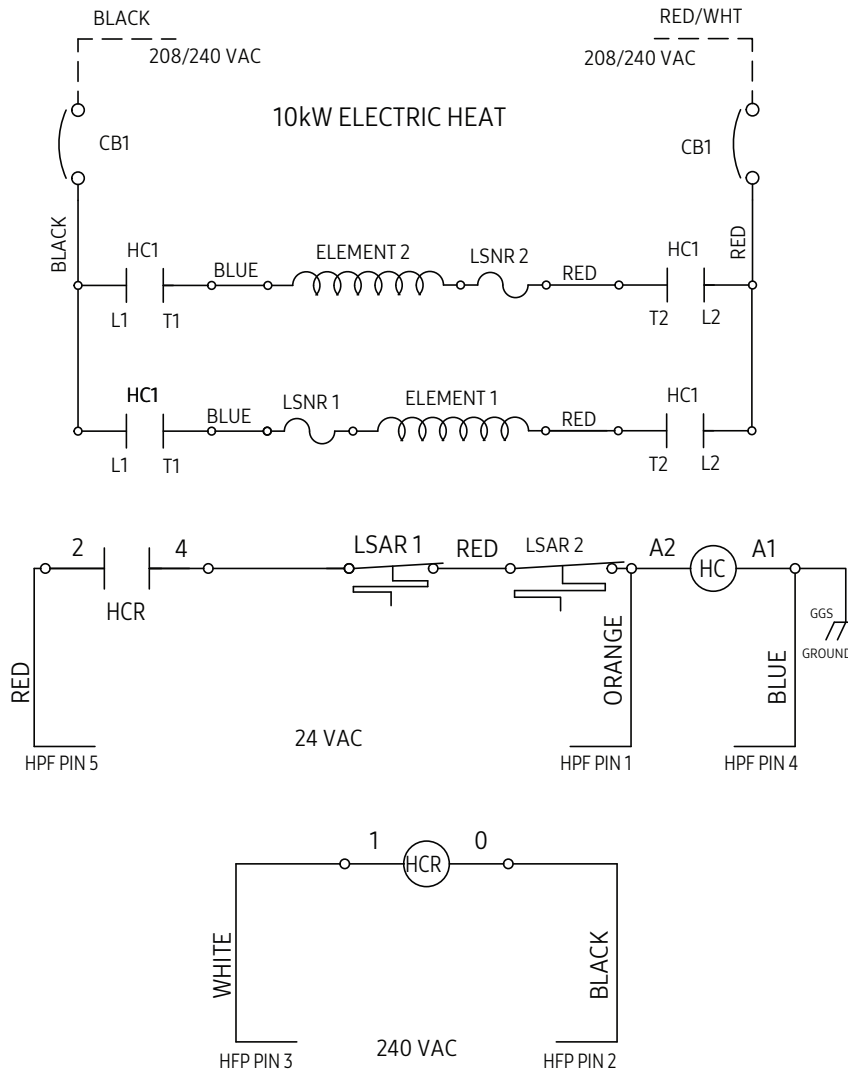 BLACK
RED/WHT
208/240 VAC
208/240 VAC
10kW ELECTRIC HEAT
CB1
CB1
BLACK
RED
HC1
ELEMENT 2
LSNR 2
HC1
BLUE
RED
L1
T1
T2
L2
HC1
LSNR 1
ELEMENT 1
HC1
BLUE
RED
L1
T1
T2
L2
2
4
LSAR 1
RED
LSAR 2
A2
HC
A1
HCR
GGS
GROUND
RED
ORANGE
BLUE
24 VAC
HPF PIN 5
HPF PIN 1
HPF PIN 4
1
HCR
0
WHITE
BLACK
240 VAC
HFP PIN 3
HFP PIN 2